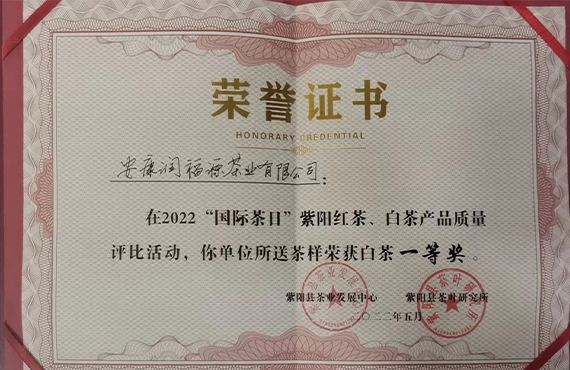 荣誉证书
HONORARY CREDENTIAL
安康润福源茶业有限公司：
在2022“国际茶日”紫阳红茶、白茶产品质量
评比活动，你单位所送茶样荣获白茶一等奖。
紫阳县茶业发展中心 紫阳县茶叶研究所
二〇二二年五月